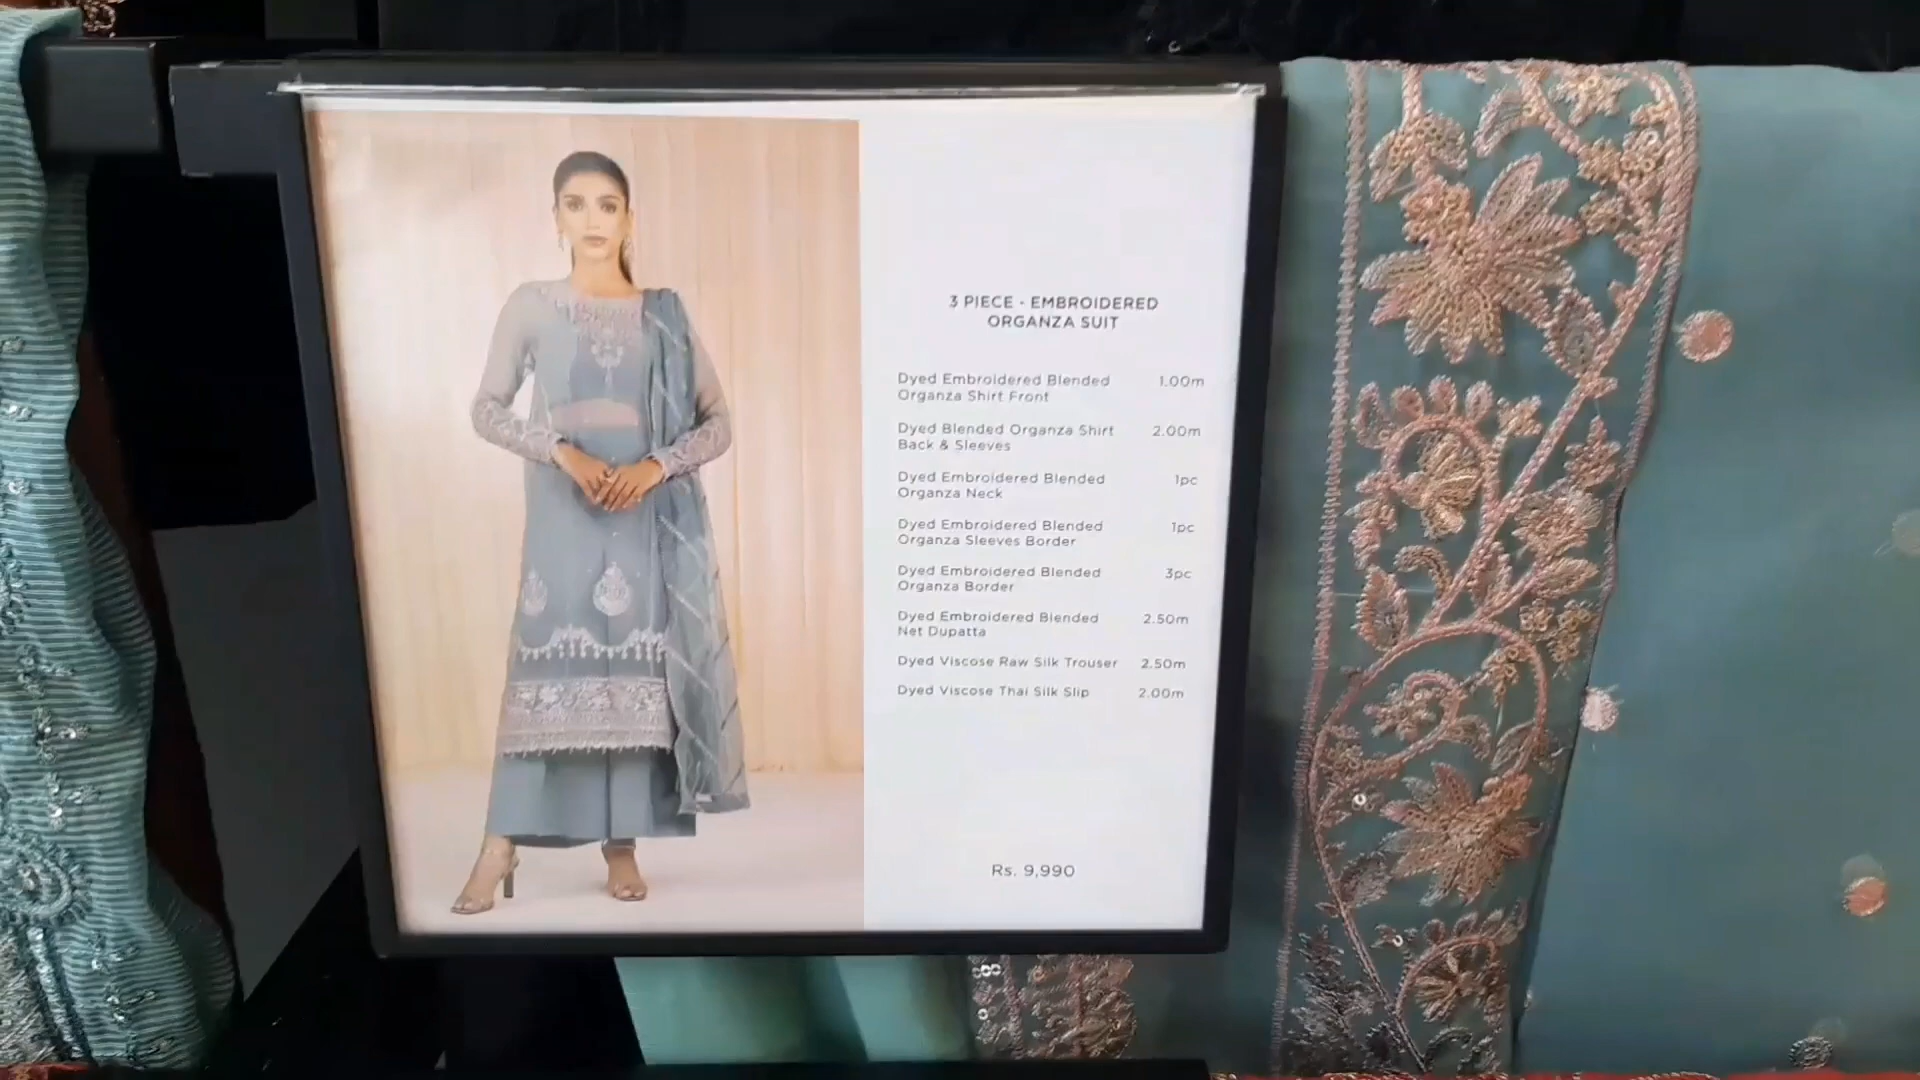 3 PIECE - EMBROIDERED
ORGANZA SUIT
Dyed Embroidered Blended 1.00m
Organza Shirt Front
Dyed Blended Organza Shirt 2.00m
Back & Sleeves
Dyed Embroidered Blended 1pc
Organza Neck
Dyed Embroidered Blended 1pc
Organza Sleeves Border
Dyed Embroidered Blended 3pc
Organza Border
Dyed Embroidered Blended 2.50m
Net Dupatta
Dyed Viscose Raw Silk Trouser 2.50m
Dyed Viscose Thai Silk Slip 2.00m
Rs. 9,990